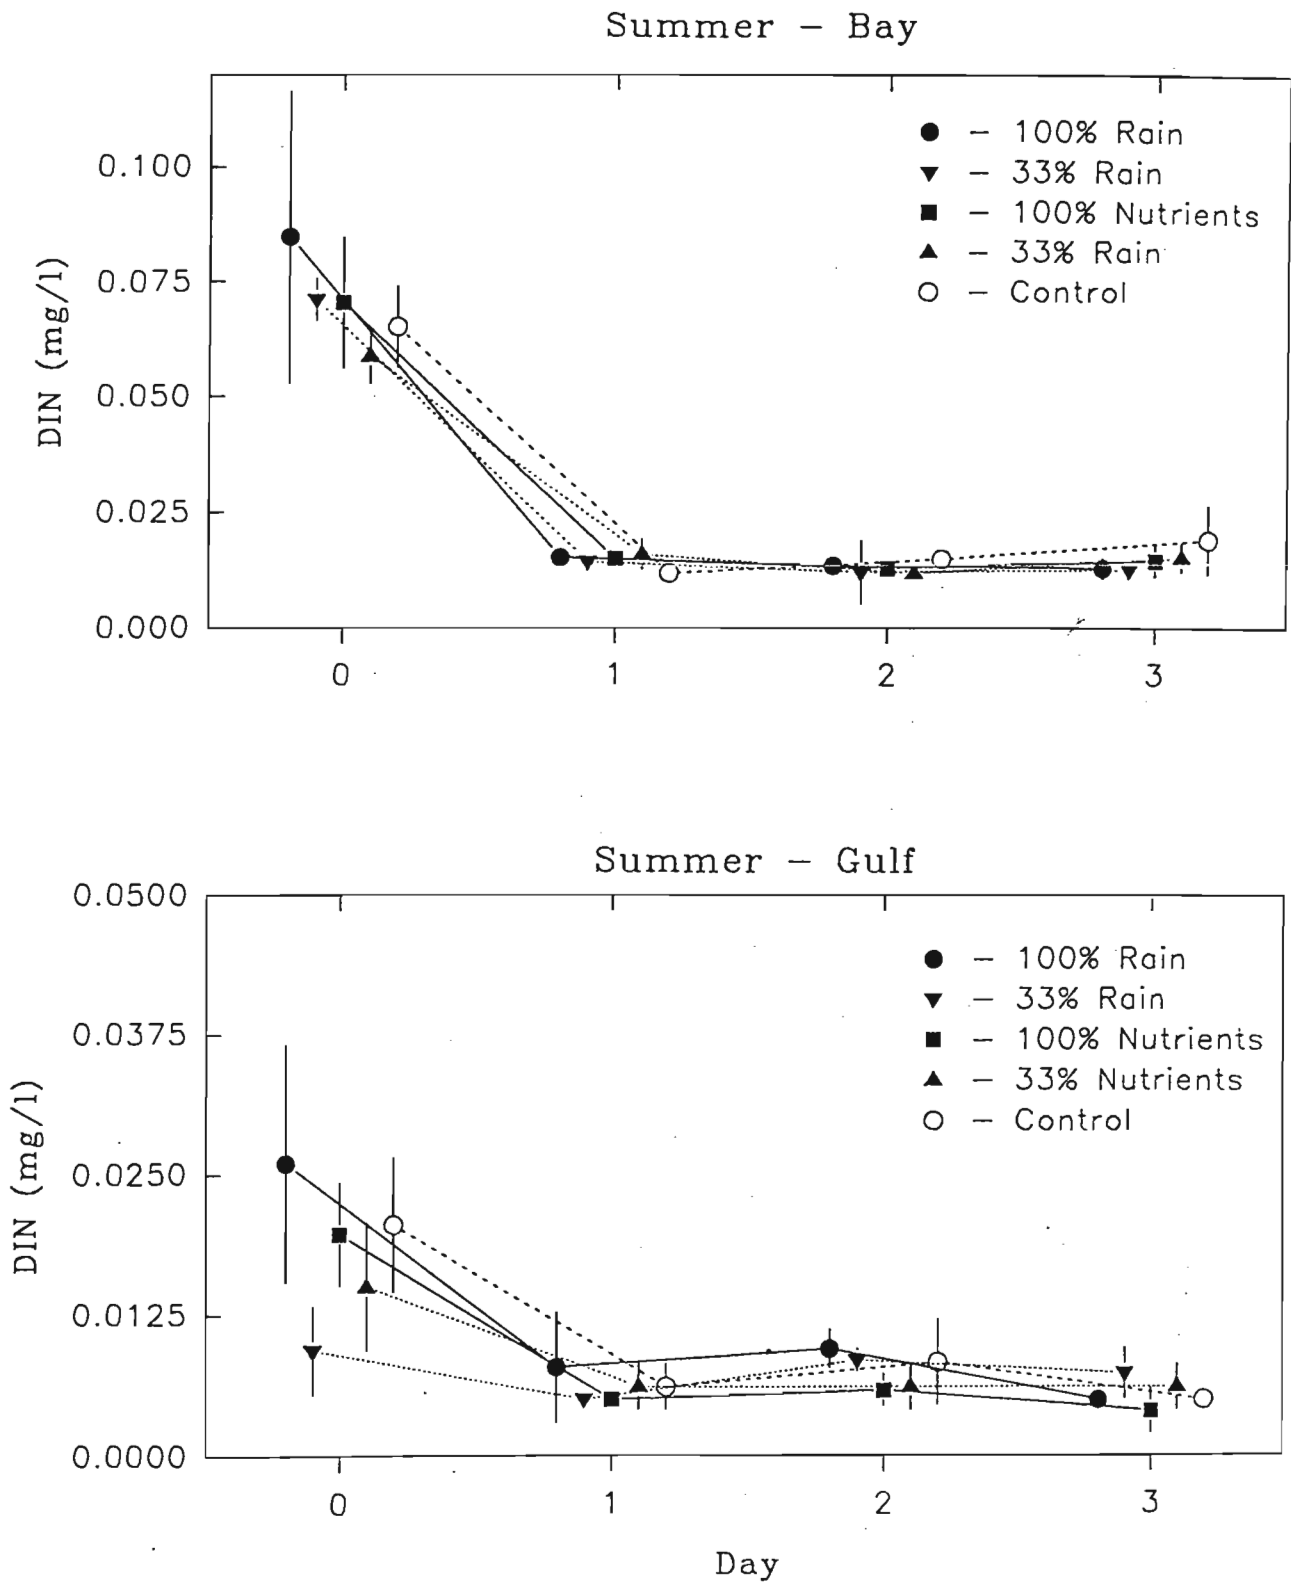 Summer – Bay
DIN (mg/l)
0.100
0.075
0.050
0.025
0.000
● – 100% Rain
▼ – 33% Rain
■ – 100% Nutrients
▲ – 33% Rain
○ – Control
0 1 2 3
Summer – Gulf
DIN (mg/l)
0.0500
0.0375
0.0250
0.0125
0.0000
● – 100% Rain
▼ – 33% Rain
■ – 100% Nutrients
▲ – 33% Nutrients
○ – Control
0 1 2 3
Day